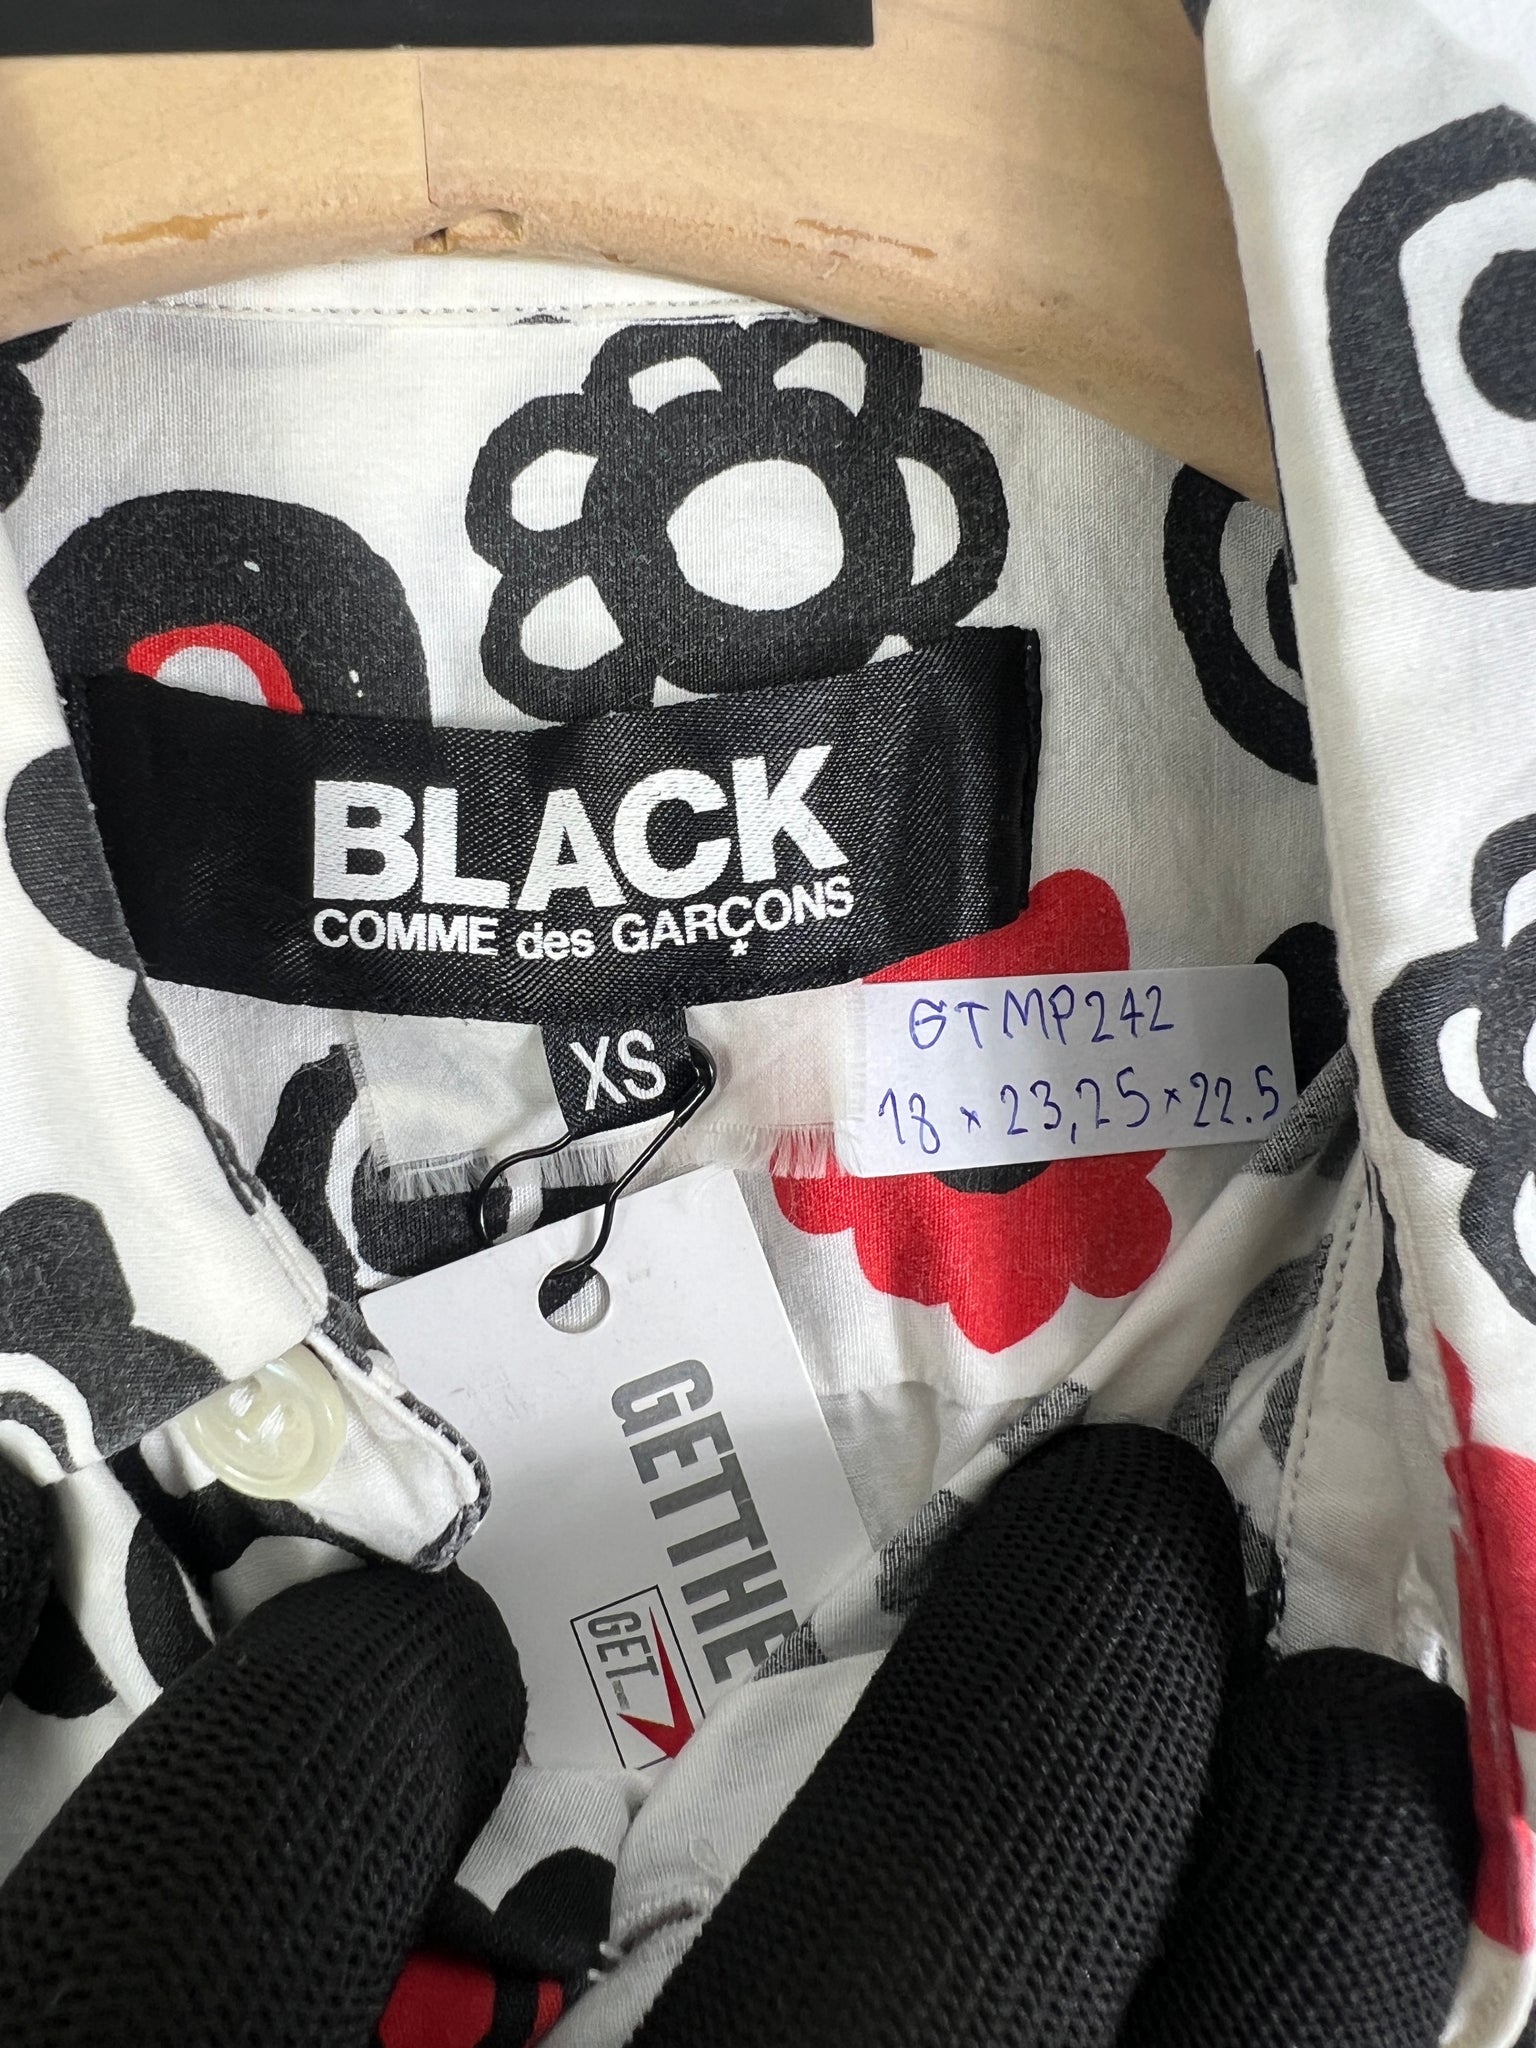 BLACK
COMME des GARÇONS
*
XS
GTMP242
18 × 23,25 × 22.5
GETTHE
GET